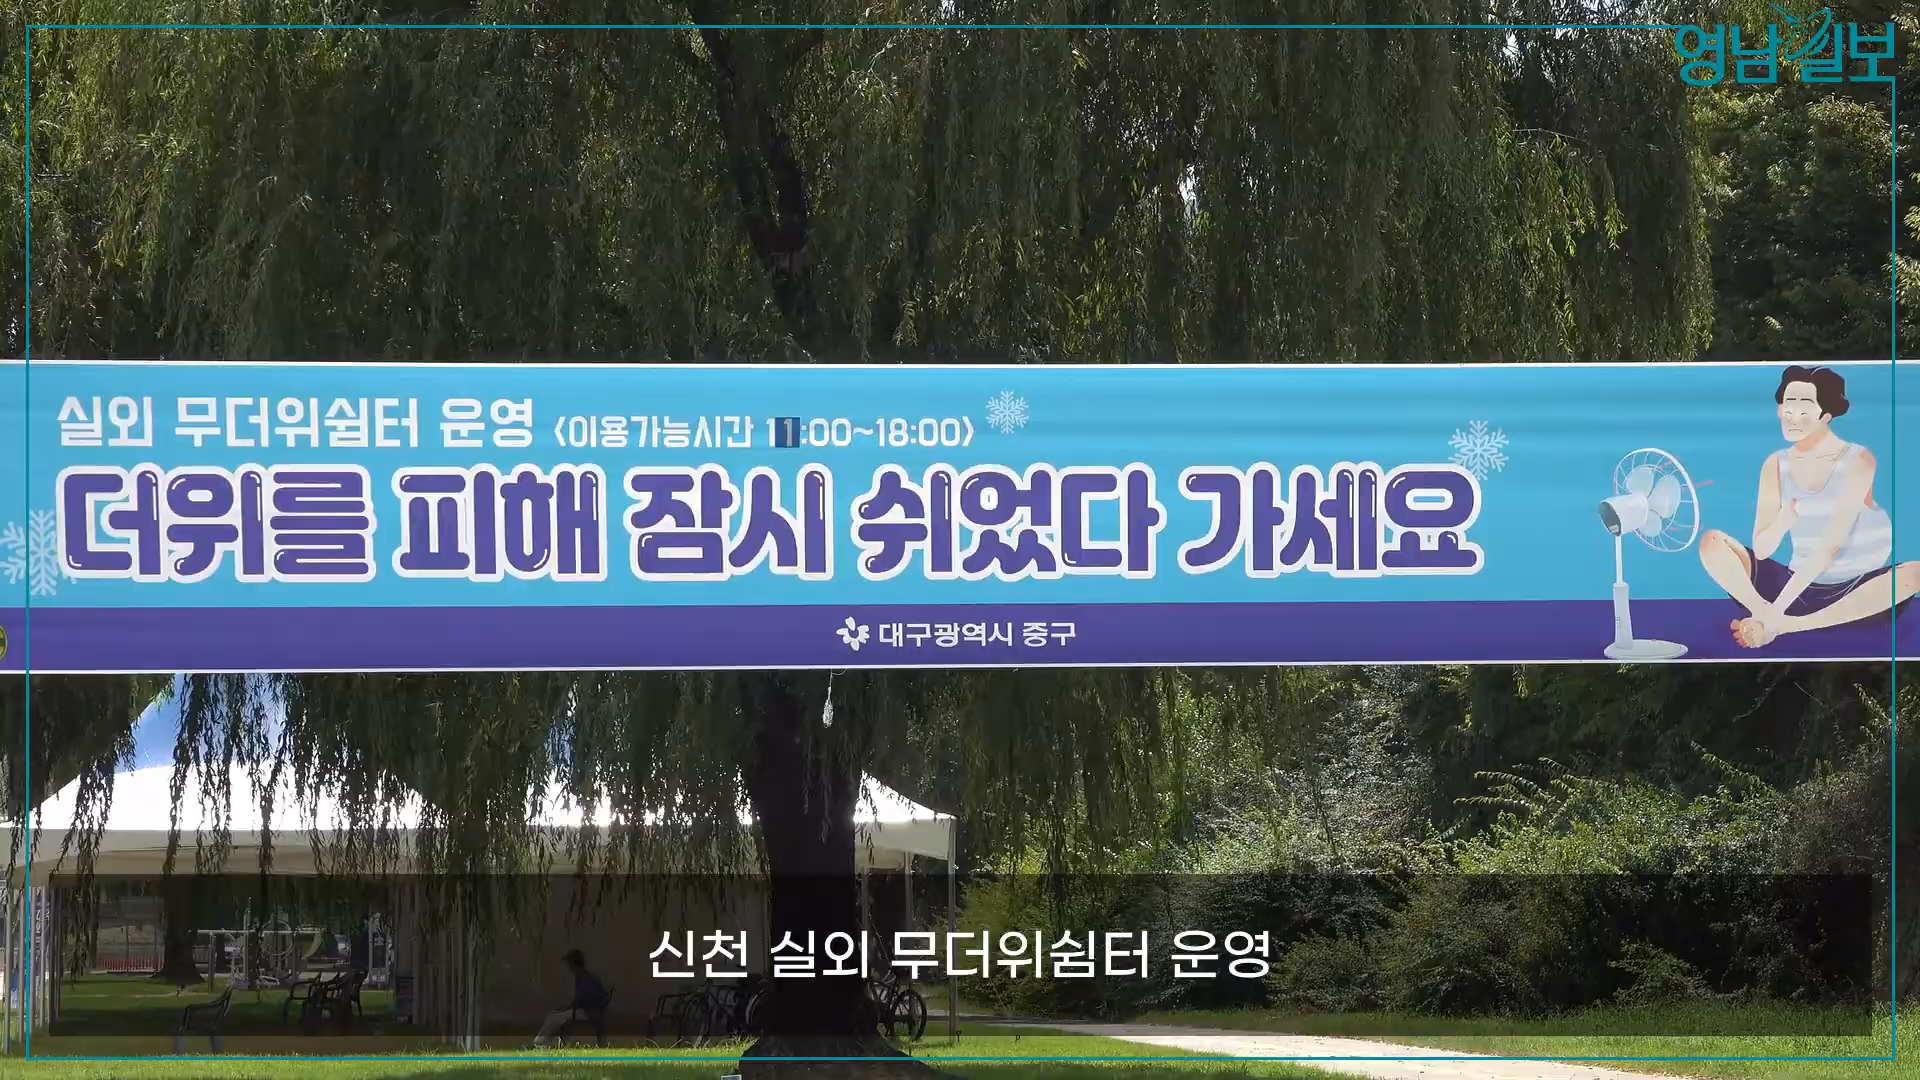 영남일보
실외 무더위쉼터 운영 <이용가능시간 11:00~18:00>
더위를 피해 잠시 쉬었다 가세요
대구광역시 중구
신천 실외 무더위쉼터 운영